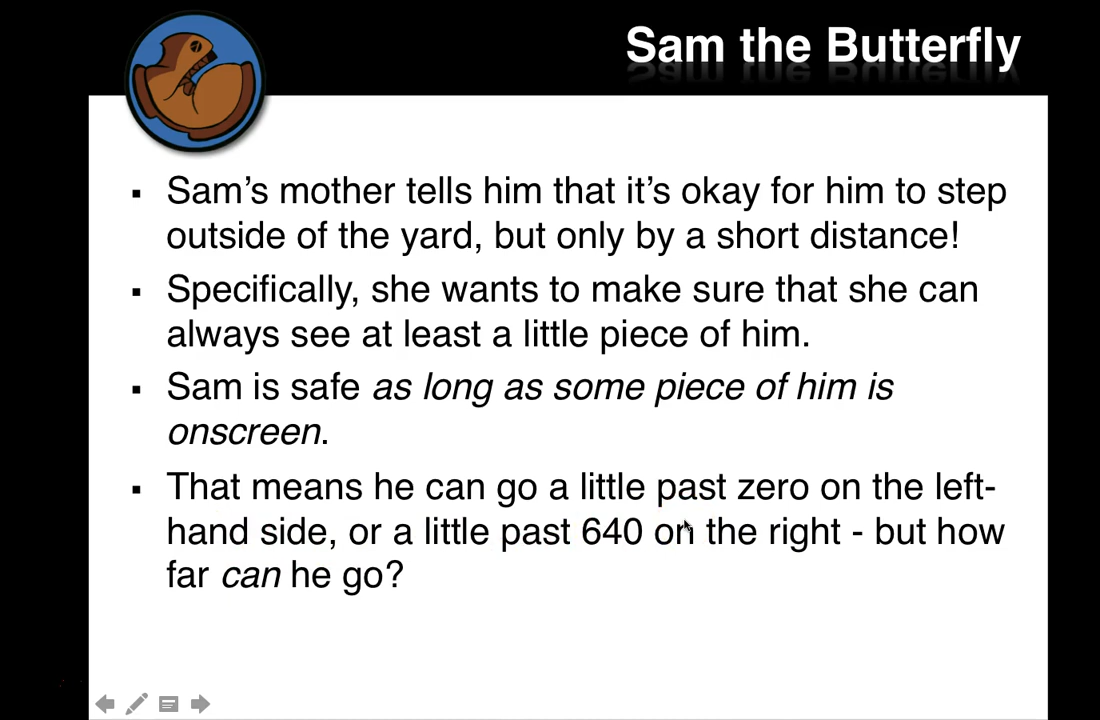 Sam the Butterfly
▪ Sam’s mother tells him that it’s okay for him to step
outside of the yard, but only by a short distance!
▪ Specifically, she wants to make sure that she can
always see at least a little piece of him.
▪ Sam is safe as long as some piece of him is
onscreen.
▪ That means he can go a little past zero on the left-
hand side, or a little past 640 on the right - but how
far can he go?